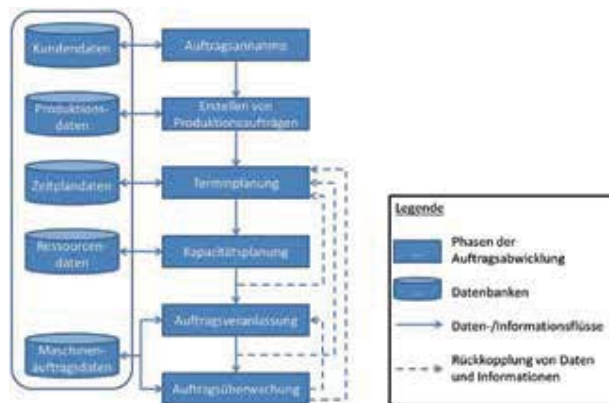 Kundendaten
Auftragsannahme
Produktions-
daten
Erstellen von
Produktionsaufträgen
Zeitplandaten
Terminplanung
Ressourcen-
daten
Kapazitätsplanung
Auftragsveranlassung
Maschinen-
auftragsdaten
Auftragsüberwachung
Legende
Phasen der
Auftragsabwicklung
Datenbanken
Daten-/Informationsflüsse
Rückkopplung von Daten
und Informationen